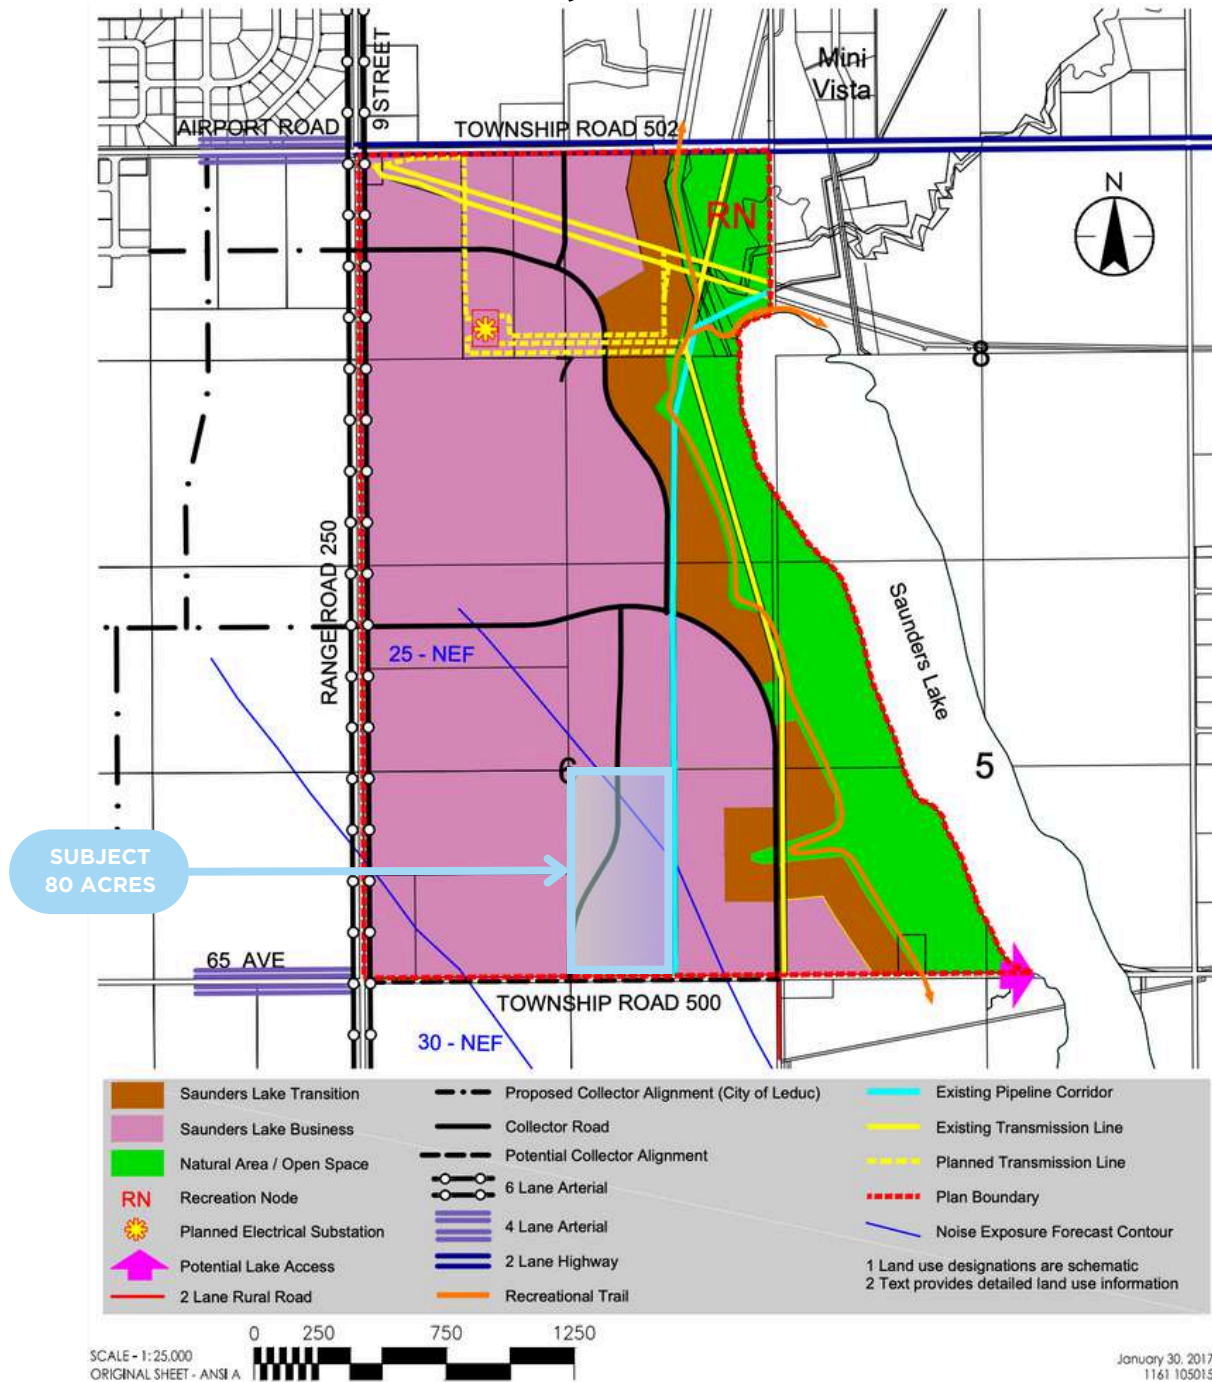 Mini
Vista
9 STREET
AIRPORT ROAD
TOWNSHIP ROAD 502
RN
N
7
8
RANGE ROAD 250
25 - NEF
Saunders Lake
6
5
SUBJECT
80 ACRES
65 AVE
TOWNSHIP ROAD 500
30 - NEF
Saunders Lake Transition
Saunders Lake Business
Natural Area / Open Space
RN Recreation Node
Planned Electrical Substation
Potential Lake Access
2 Lane Rural Road
Proposed Collector Alignment (City of Leduc)
Collector Road
Potential Collector Alignment
6 Lane Arterial
4 Lane Arterial
2 Lane Highway
Recreational Trail
Existing Pipeline Corridor
Existing Transmission Line
Planned Transmission Line
Plan Boundary
Noise Exposure Forecast Contour
1 Land use designations are schematic
2 Text provides detailed land use information
0 250 750 1250
SCALE - 1:25,000
ORIGINAL SHEET - ANSI A
January 30, 2017
1161 105015